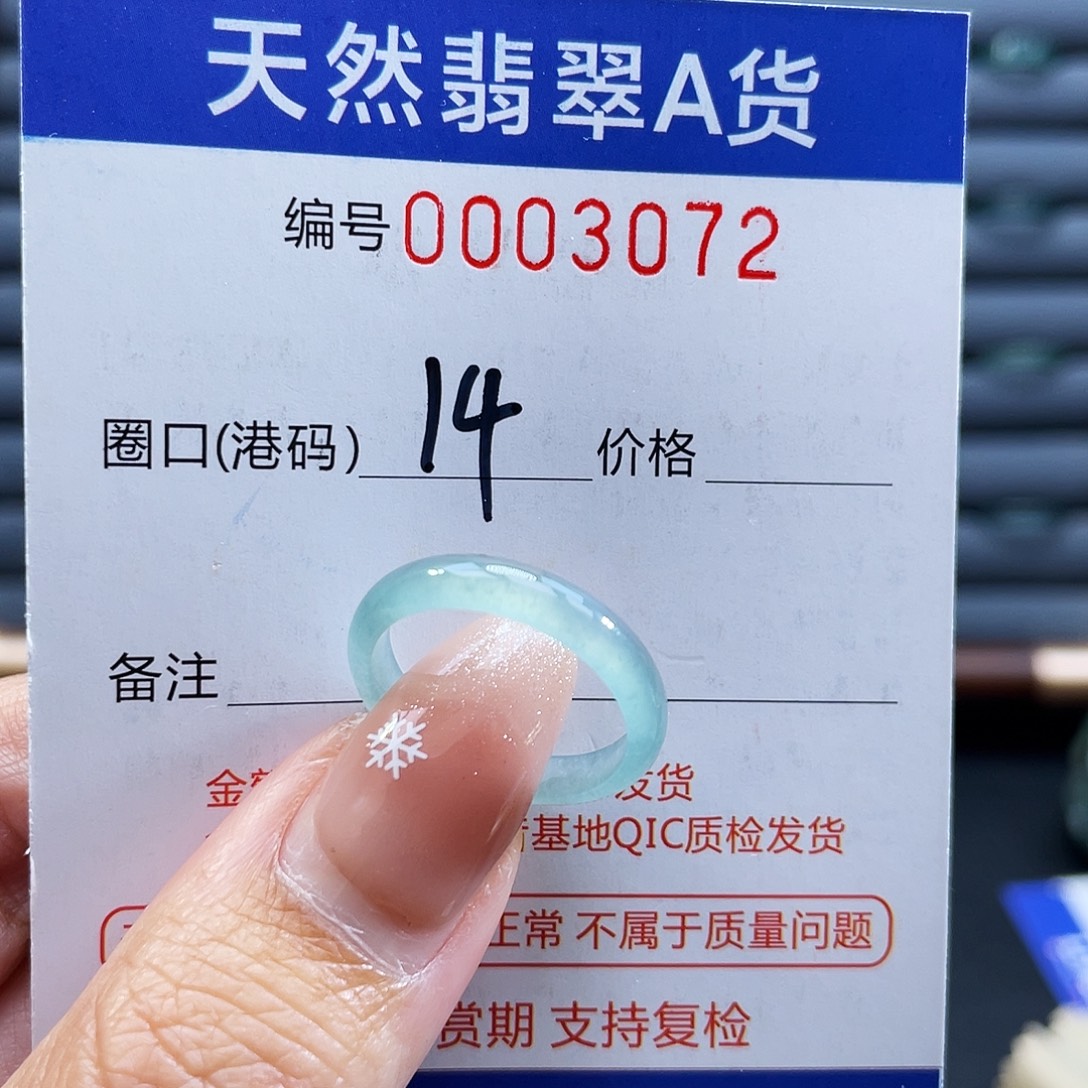 天然翡翠A货
编号0003072
圈口(港码) 14 价格
备注
金 发货
基地QIC质检发货
正常 不属于质量问题
赏期 支持复检